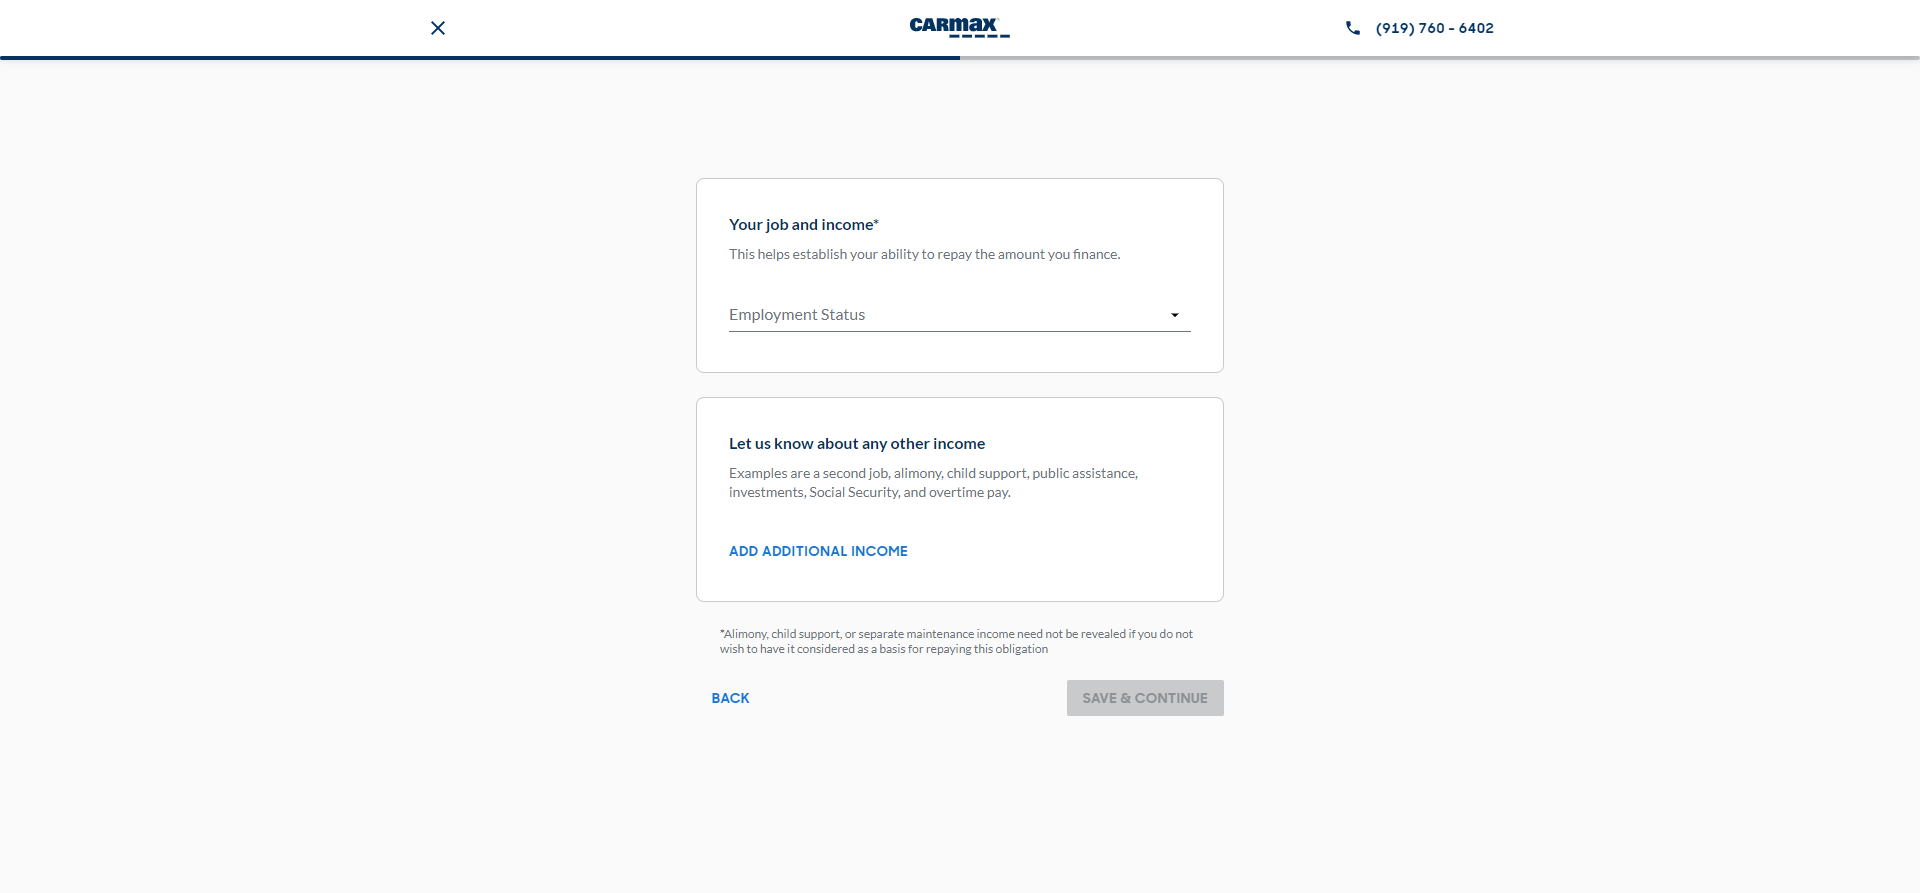 CARMAX
(919) 760 - 6402
Your job and income*
This helps establish your ability to repay the amount you finance.
Employment Status
Let us know about any other income
Examples are a second job, alimony, child support, public assistance,
investments, Social Security, and overtime pay.
ADD ADDITIONAL INCOME
*Alimony, child support, or separate maintenance income need not be revealed if you do not
wish to have it considered as a basis for repaying this obligation
BACK
SAVE & CONTINUE